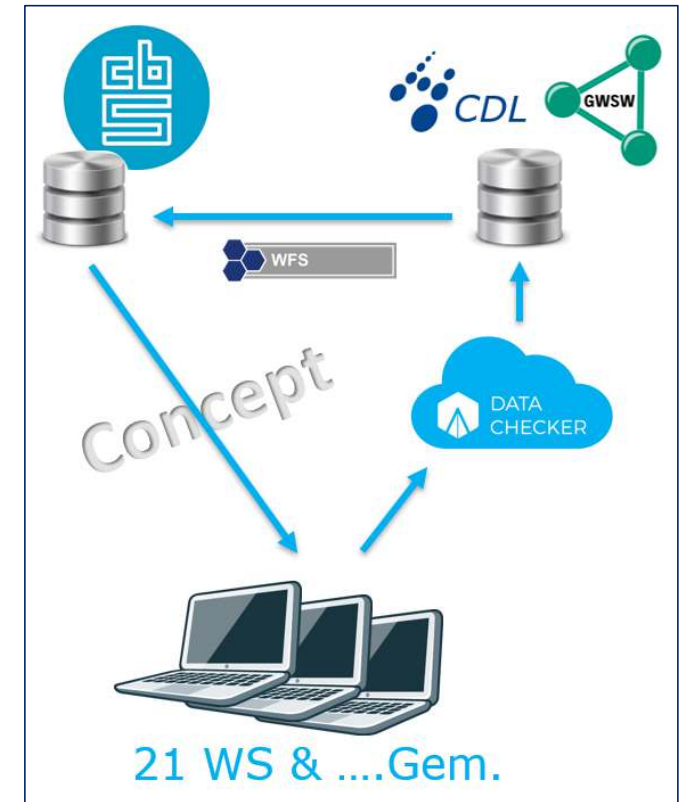 cbs
CDL
GWSW
WFS
Concept
DATA
CHECKER
21 WS & ....Gem.